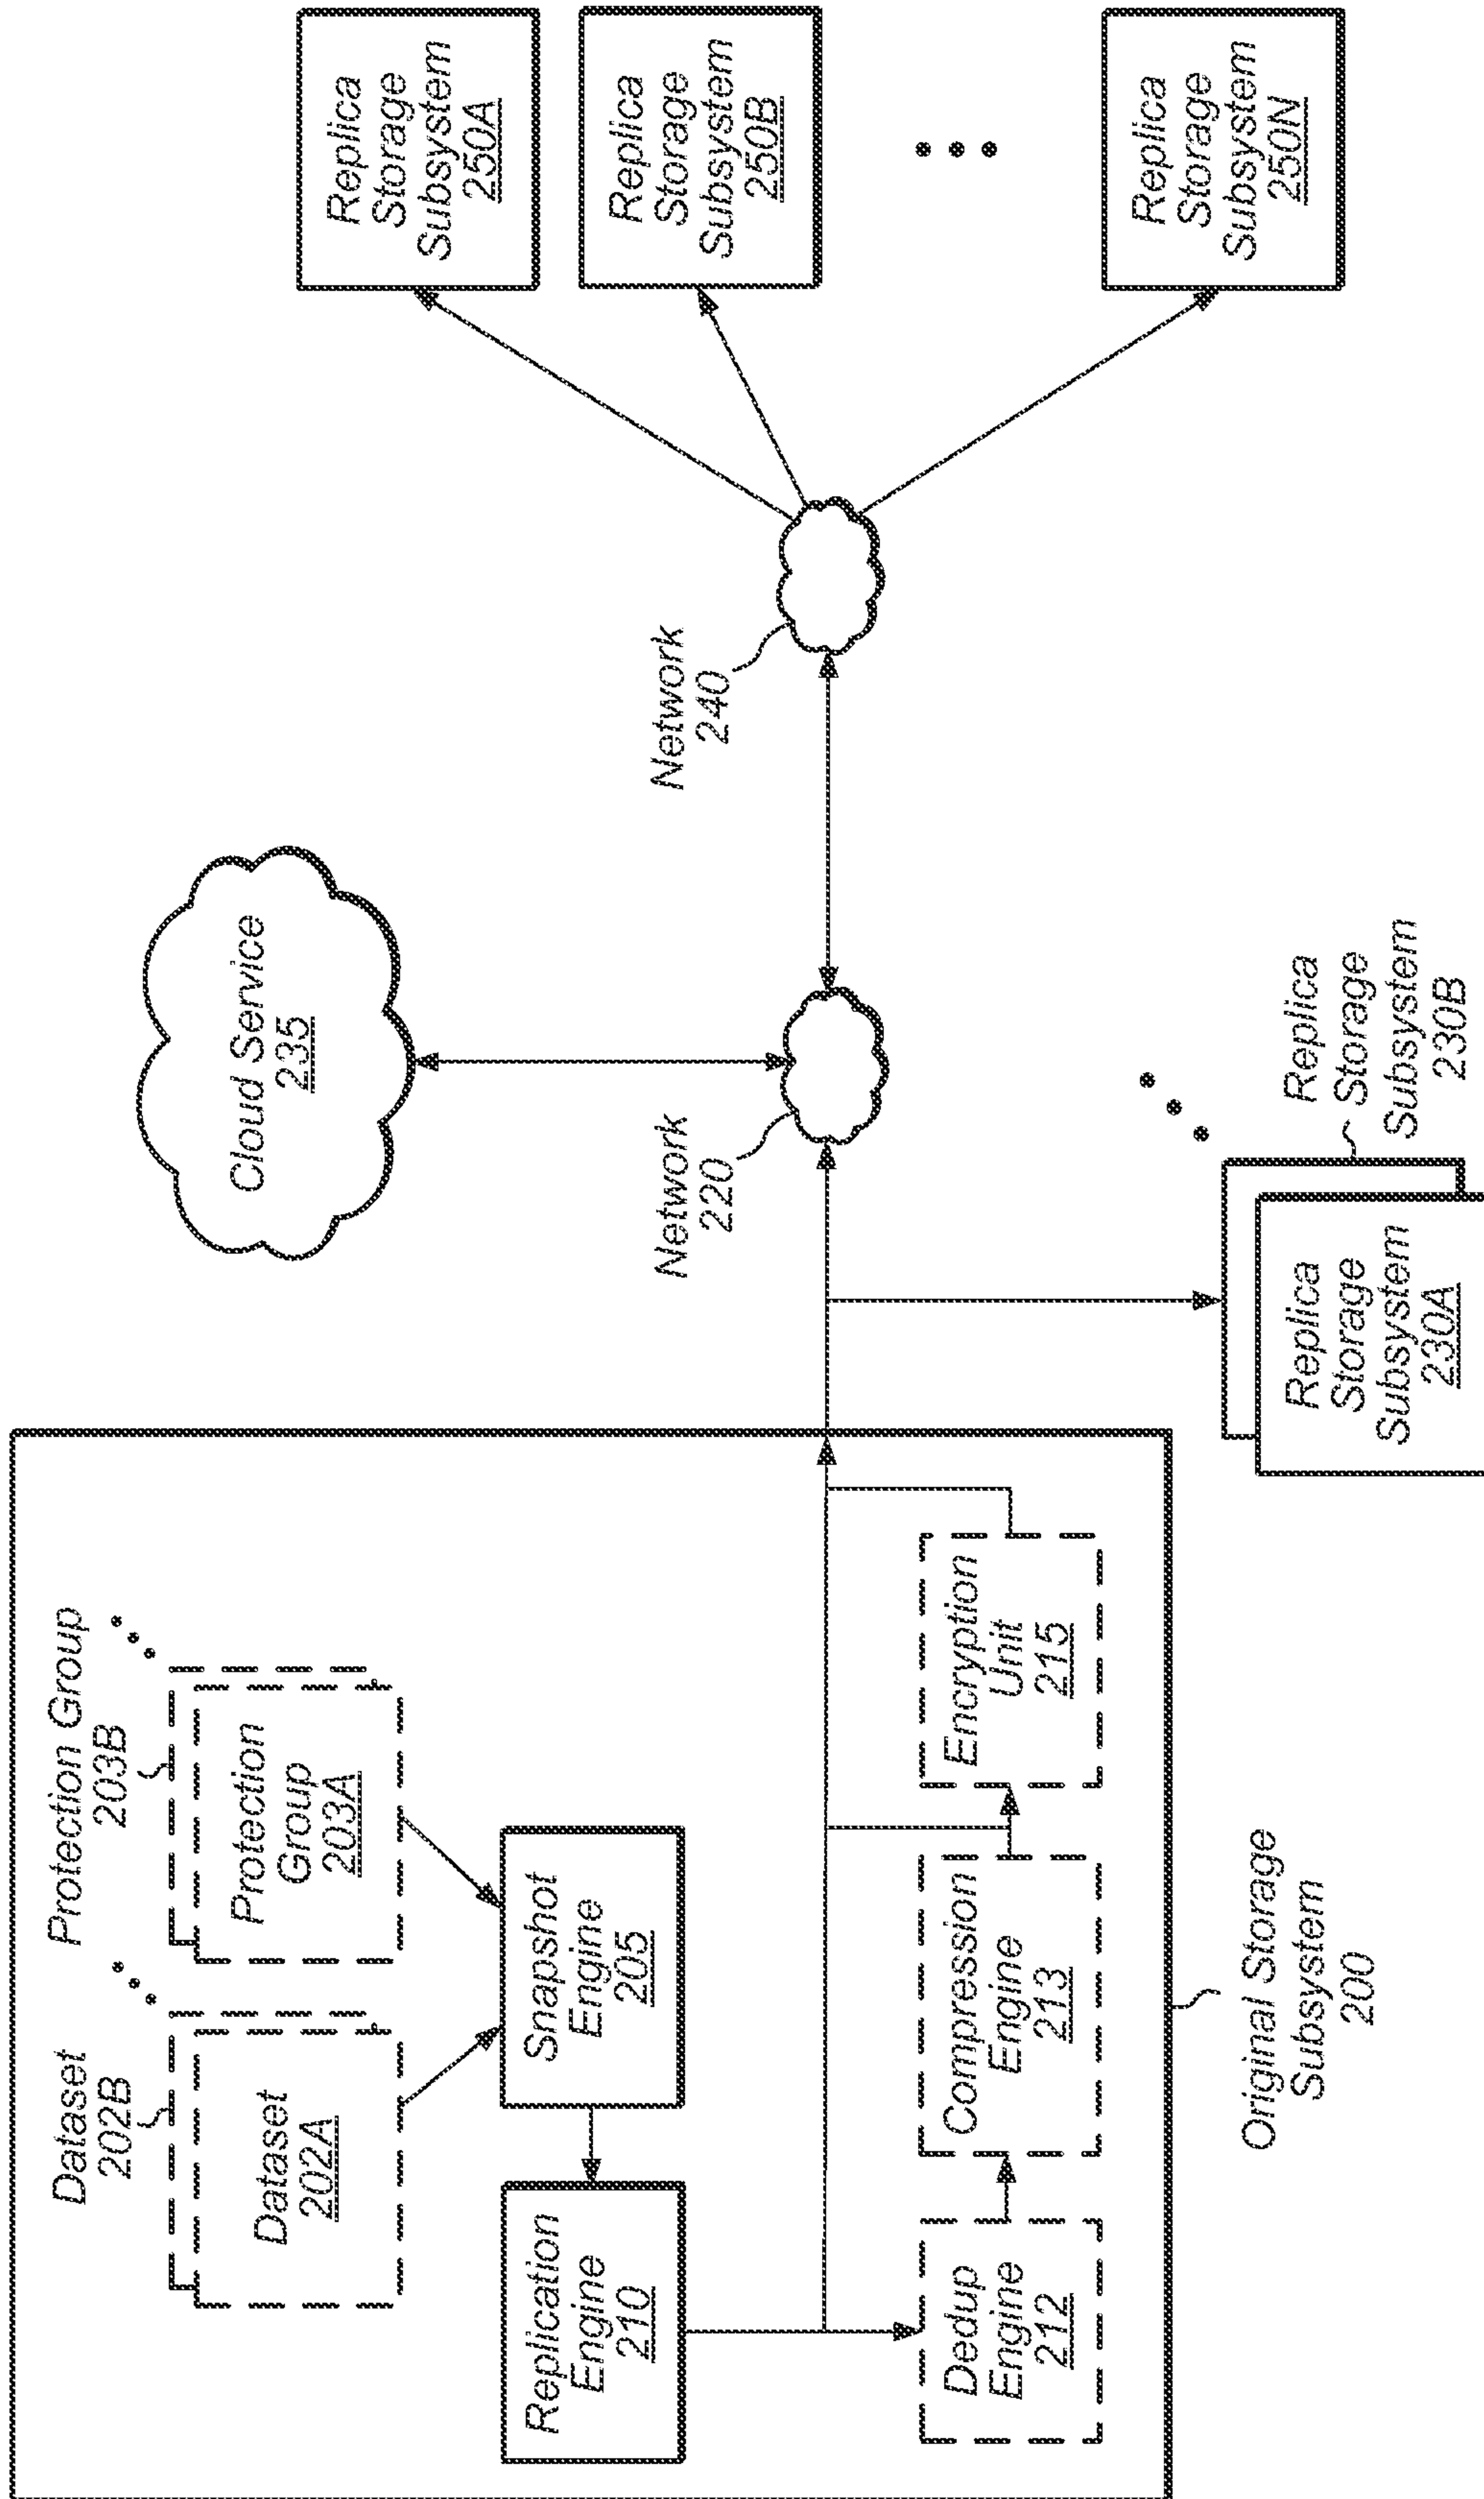 Dataset
202B
Protection Group
203B
Dataset
202A
Protection
Group
203A
Snapshot
Engine
205
Replication
Engine
210
Dedup
Engine
212
Compression
Engine
213
Encryption
Unit
215
Original Storage
Subsystem
200
Cloud Service
235
Network
220
Network
240
Replica
Storage
Subsystem
230A
Replica
Storage
Subsystem
230B
Replica
Storage
Subsystem
250A
Replica
Storage
Subsystem
250B
Replica
Storage
Subsystem
250N